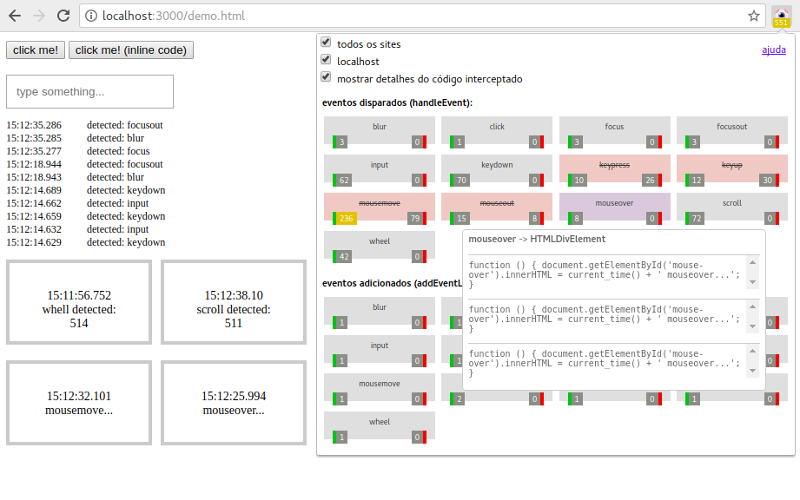 localhost:3000/demo.html
551
click me!
click me! (inline code)
type something...
15:12:35.286 detected: focusout
15:12:35.285 detected: blur
15:12:35.277 detected: focus
15:12:18.944 detected: focusout
15:12:18.943 detected: blur
15:12:14.689 detected: keydown
15:12:14.662 detected: input
15:12:14.659 detected: keydown
15:12:14.632 detected: input
15:12:14.629 detected: keydown
15:11:56.752
whell detected:
514
15:12:38.10
scroll detected:
511
15:12:32.101
mousemove...
15:12:25.994
mouseover...
todos os sites
ajuda
localhost
mostrar detalhes do código interceptado
eventos disparados (handleEvent):
blur click focus focusout
3 0 1 0 3 0 3 0
input keydown keypress keyup
62 0 70 0 10 26 12 30
mousemove mouseout mouseover scroll
236 79 15 8 8 0 72 0
wheel
42 0
mouseover -> HTMLDivElement
function () { document.getElementById('mouse-
over').innerHTML = current_time() + ' mouseover...';
}
function () { document.getElementById('mouse-
over').innerHTML = current_time() + ' mouseover...';
}
function () { document.getElementById('mouse-
over').innerHTML = current_time() + ' mouseover...';
}
eventos adicionados (addEventL
blur
1 0 0
input
1 0 0
mousemove
1 0 2 0 1 0 1 0
wheel
1 0